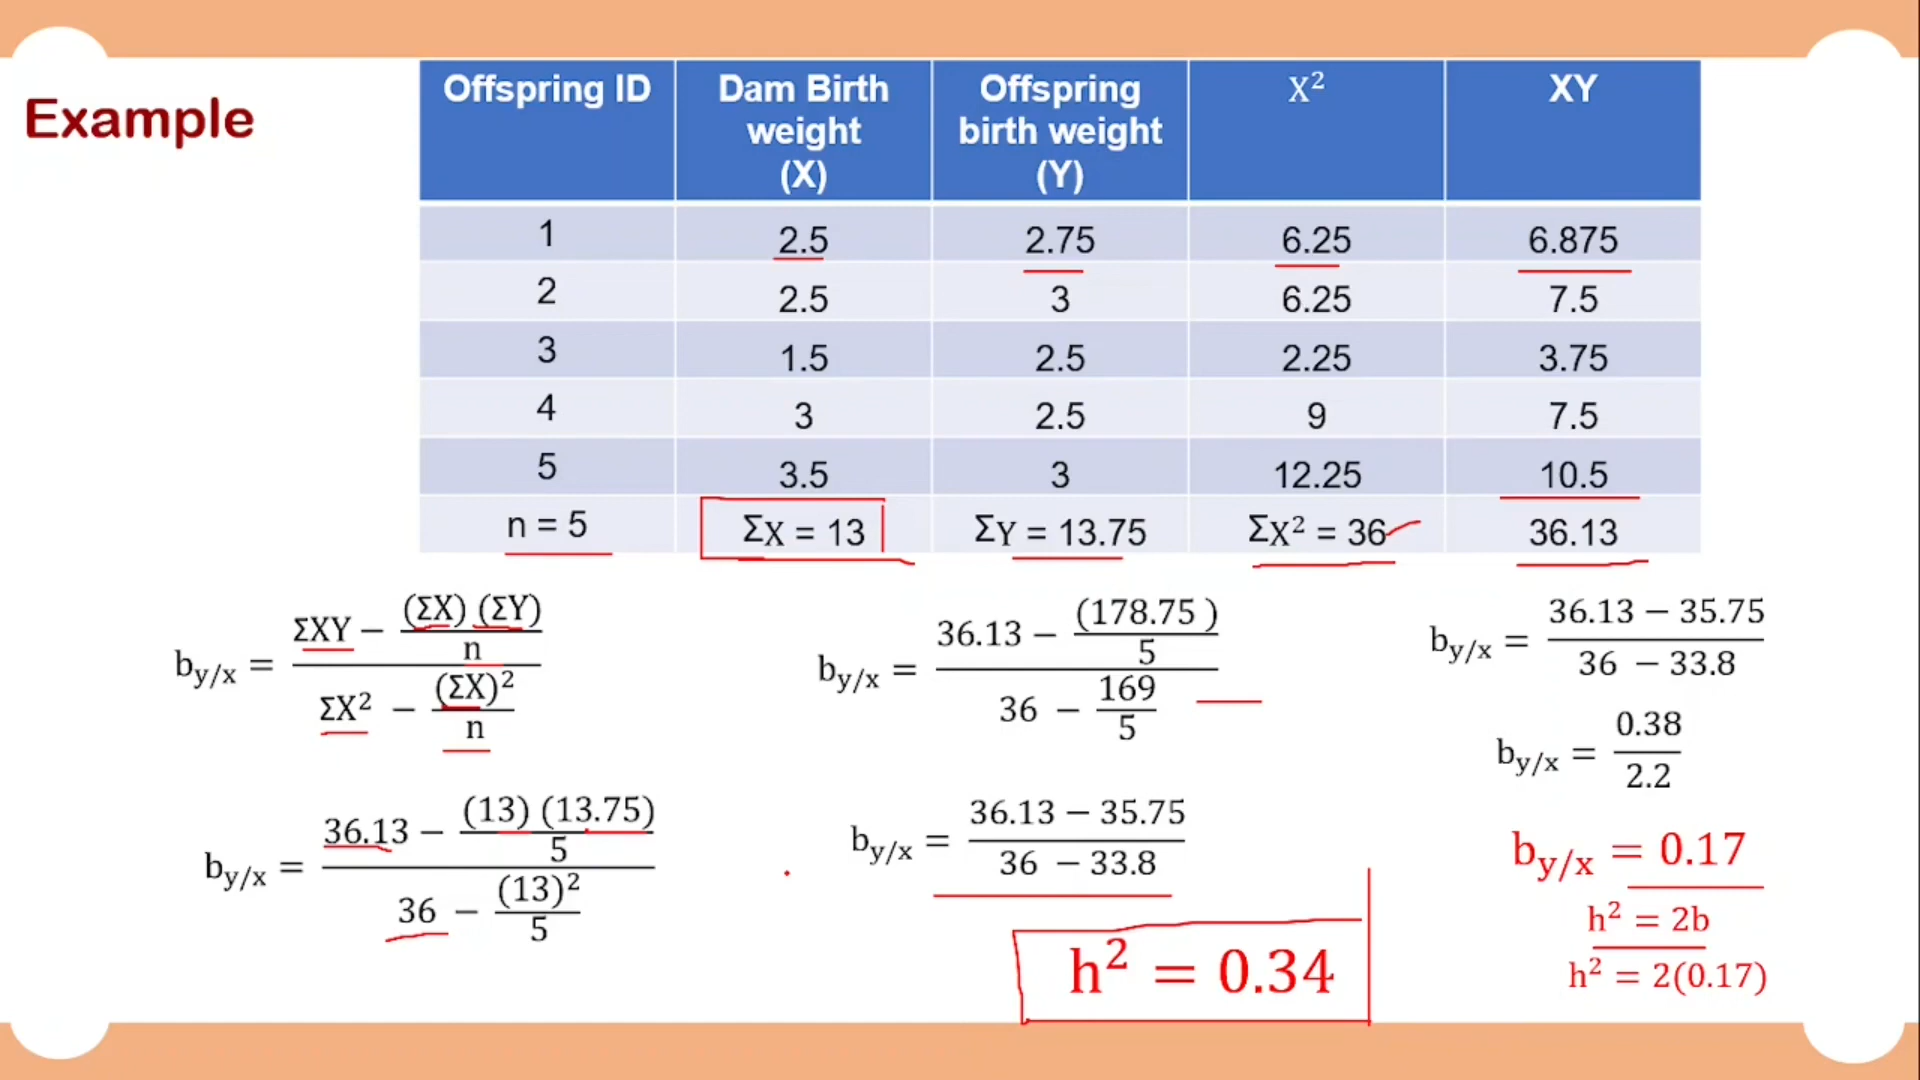 Example
Offspring ID | Dam Birth weight (X) | Offspring birth weight (Y) | X² | XY
1 | 2.5 | 2.75 | 6.25 | 6.875
2 | 2.5 | 3 | 6.25 | 7.5
3 | 1.5 | 2.5 | 2.25 | 3.75
4 | 3 | 2.5 | 9 | 7.5
5 | 3.5 | 3 | 12.25 | 10.5
n = 5 | ΣX = 13 | ΣY = 13.75 | ΣX² = 36 | 36.13
b_y/x = (ΣXY − (ΣX) (ΣY) / n) / (ΣX² − (ΣX)² / n)
b_y/x = (36.13 − (13) (13.75) / 5) / (36 − (13)² / 5)
b_y/x = (36.13 − (178.75 ) / 5) / (36 − 169 / 5)
b_y/x = (36.13 − 35.75) / (36 − 33.8)
h² = 0.34
b_y/x = (36.13 − 35.75) / (36 − 33.8)
b_y/x = 0.38 / 2.2
b_y/x = 0.17
h² = 2b
h² = 2(0.17)